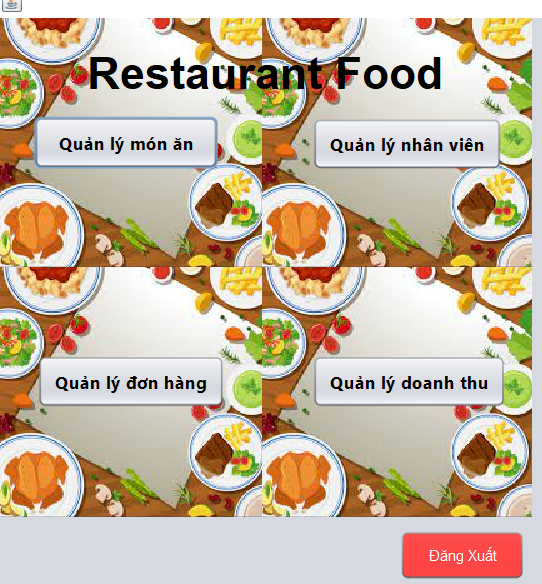 Restaurant Food
Quản lý món ăn
Quản lý nhân viên
Quản lý đơn hàng
Quản lý doanh thu
Đăng Xuất